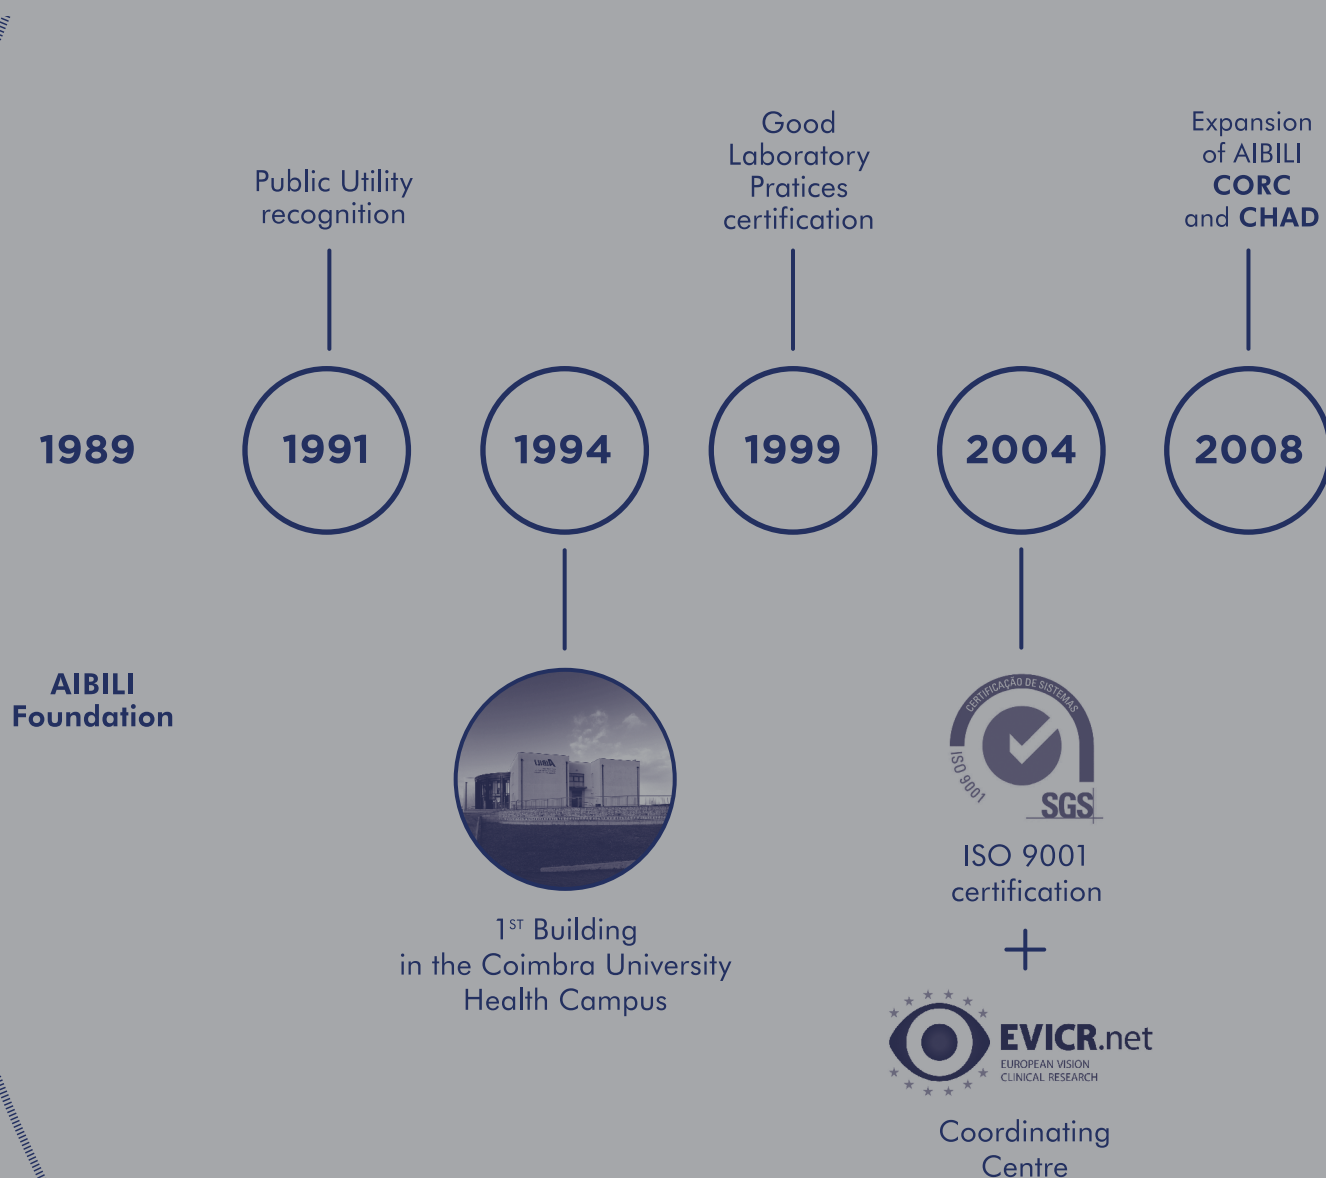 Public Utility
recognition
Good
Laboratory
Pratices
certification
Expansion
of AIBILI
CORC
and CHAD
1989
1991
1994
1999
2004
2008
AIBILI
Foundation
AIBILI
1ST Building
in the Coimbra University
Health Campus
CERTIFICAÇÃO DE SISTEMAS
ISO 9001
SGS
ISO 9001
certification
+
EVICR.net
EUROPEAN VISION
CLINICAL RESEARCH
Coordinating
Centre